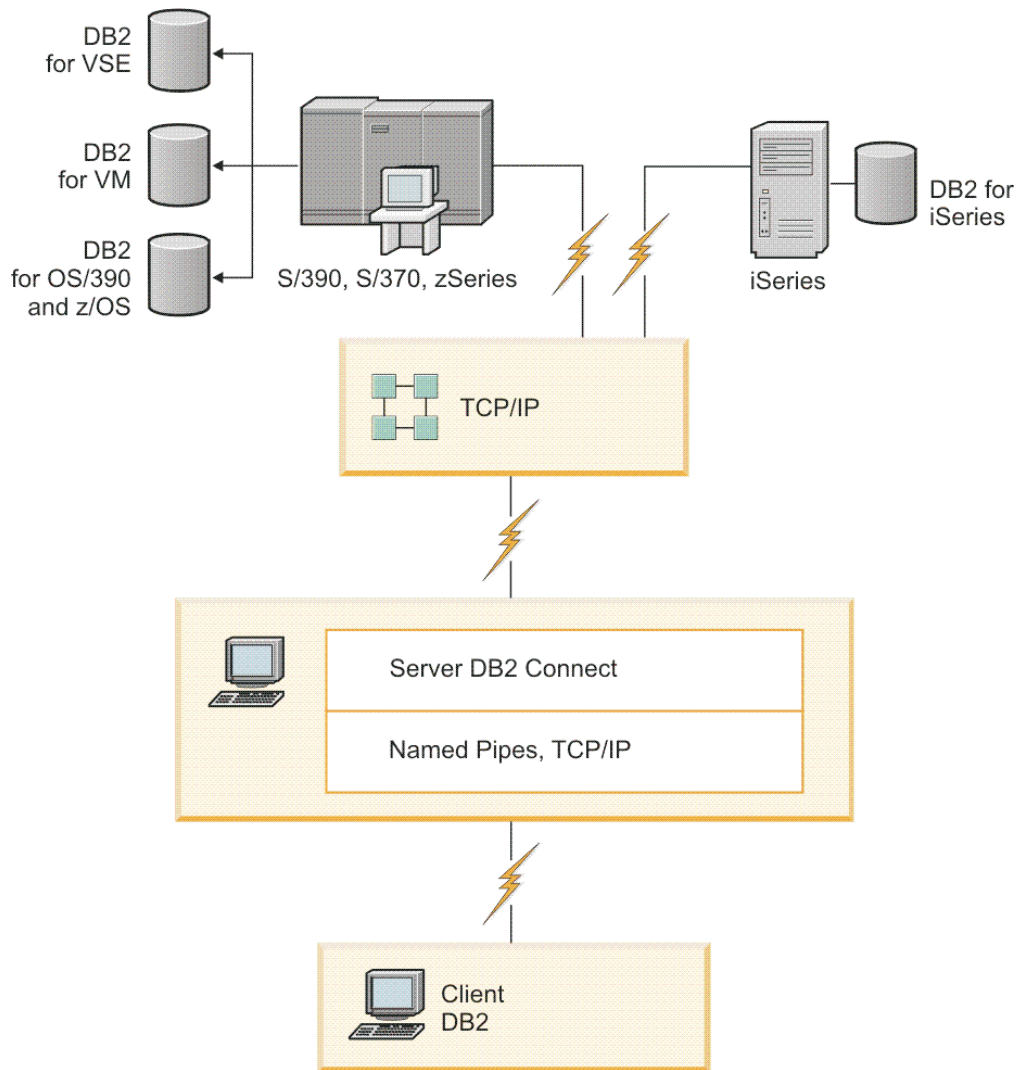 DB2
for VSE
DB2
for VM
DB2
for OS/390
and z/OS
S/390, S/370, zSeries
iSeries
DB2 for
iSeries
TCP/IP
Server DB2 Connect
Named Pipes, TCP/IP
Client
DB2